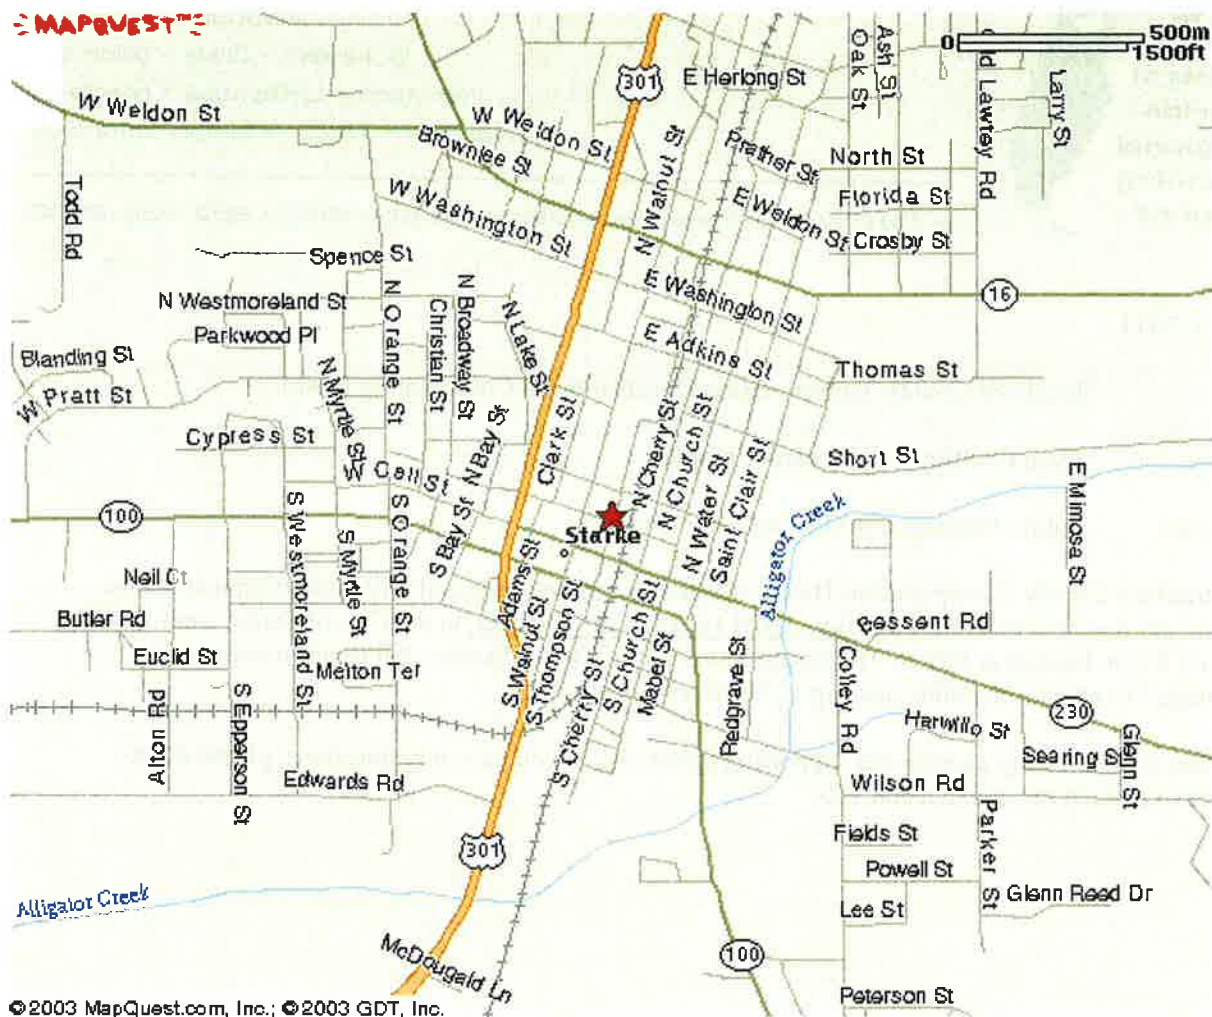 MAPQUEST™
0 500m
1500ft
301
E Herlong St
Oak St
Ash St
Old Lawtey Rd
Larry St
W Weldon St
W Weldon St
Brownlee St
N Walnut St
Prather St
North St
Todd Rd
W Washington St
E Weldon St
Florida St
Crosby St
Spence St
16
N Westmoreland St
N Orange St
Christian St
N Broadway St
N Lake St
E Washington St
Parkwood Pl
E Adkins St
Thomas St
Blanding St
W Pratt St
N Myrtle St
Cypress St
N Bay St
Clark St
N Cherry St
N Church St
N Water St
Saint Clair St
Short St
W Call St
E Mimosa St
100
S Westmoreland St
S Myrtle St
S Orange St
S Bay St
Adams St
Starke
Alligator Creek
Neil Ct
Butler Rd
Euclid St
Melton Ter
S Walnut St
S Thompson St
S Cherry St
S Church St
Mabel St
Redgrave St
Colley Rd
Bessent Rd
Alton Rd
S Epperson St
Edwards Rd
230
Harwillo St
Searing St
Glenn St
Wilson Rd
Parker St
301
Fields St
Powell St
Lee St
Glenn Reed Dr
Alligator Creek
McDougald Ln
100
Peterson St
©2003 MapQuest.com, Inc.; ©2003 GDT, Inc.